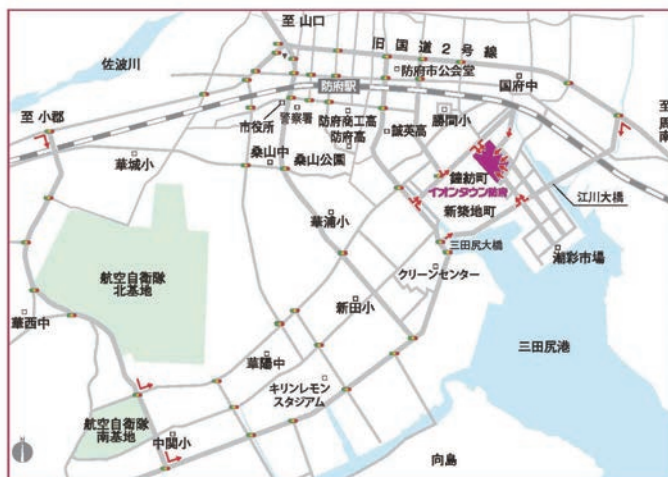 至 山口
旧国道2号線
佐波川
防府市公会堂
国府中
防府駅
至 小郡
市役所
警察署
防府商工高
防府高
誠英高
勝間小
至
周
南
華城小
桑山中
桑山公園
鐘紡町
イオンタウン防府
江川大橋
華浦小
新築地町
三田尻大橋
潮彩市場
航空自衛隊
北基地
クリーンセンター
華西中
新田小
三田尻港
華陽中
キリンレモン
スタジアム
航空自衛隊
南基地
中関小
向島
N